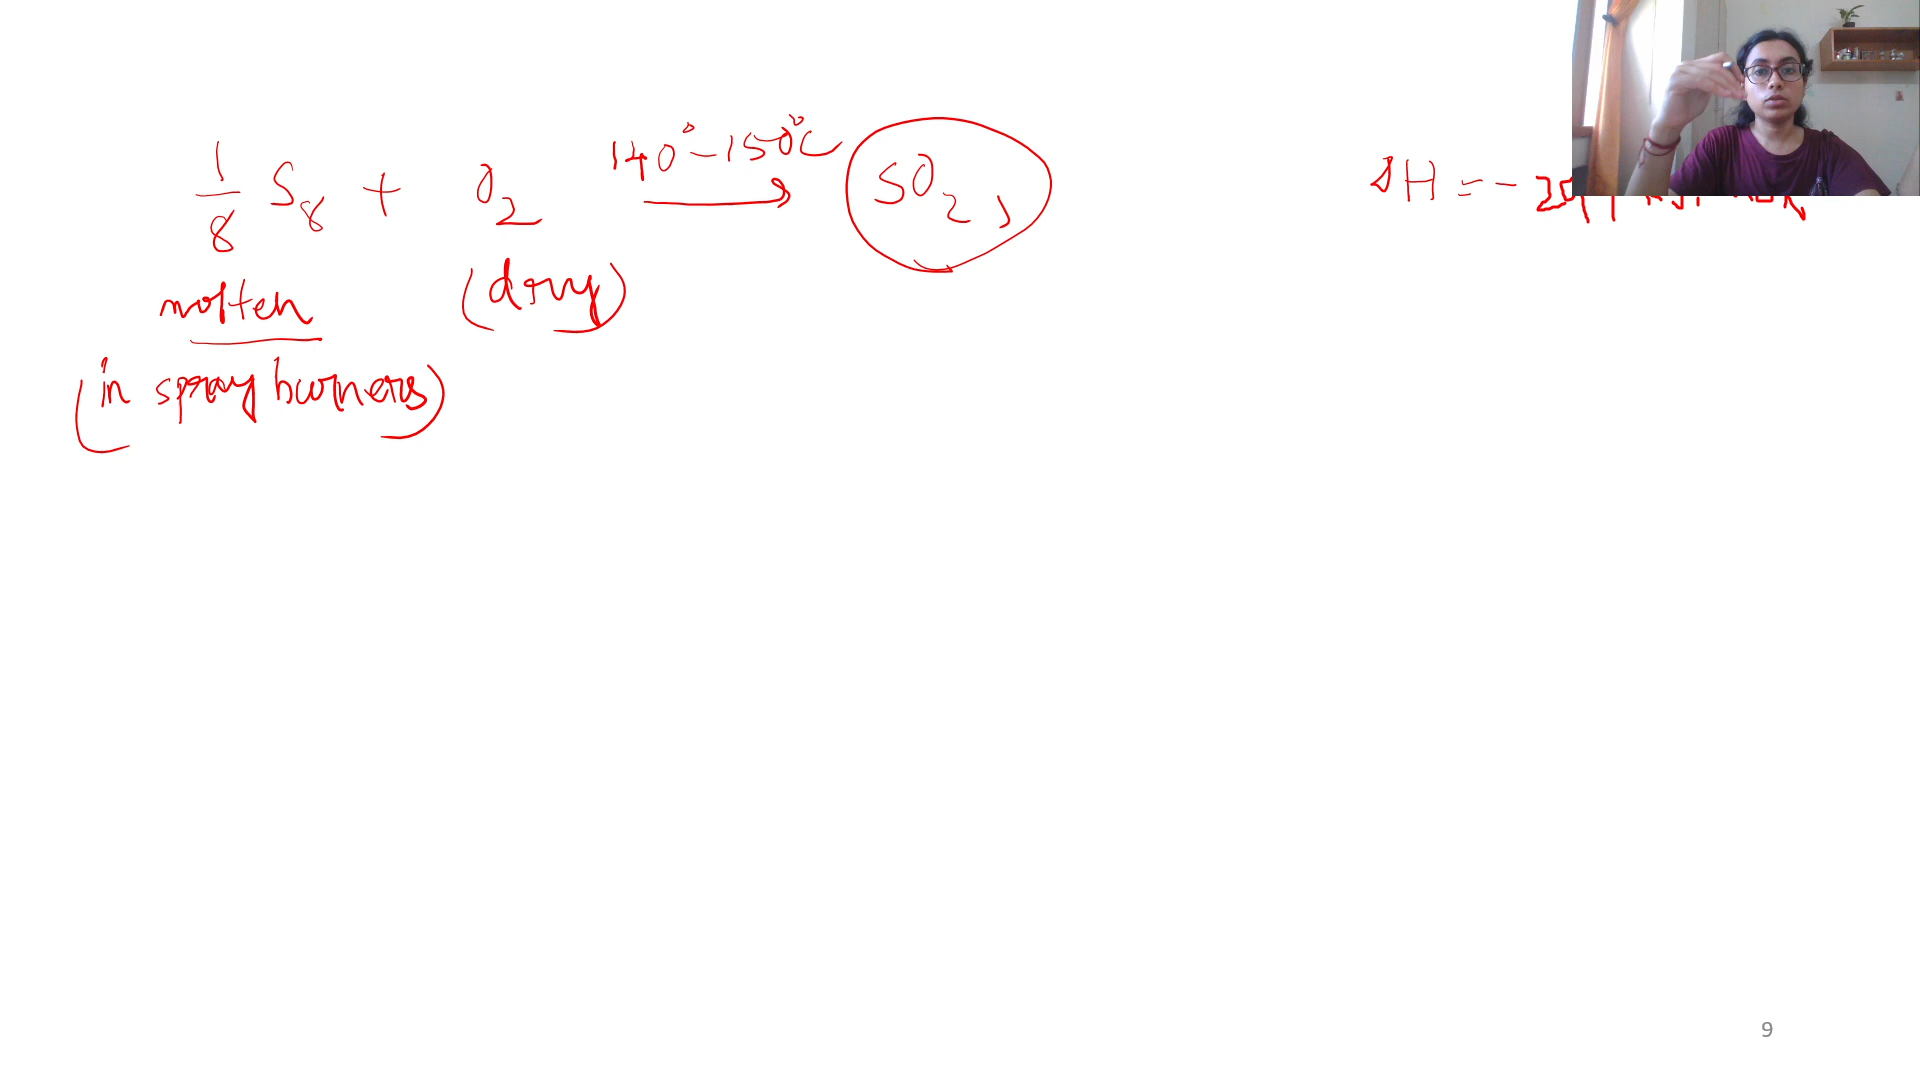 1/8 S₈ + O₂ 140°-150°C → SO₂, ΔH = -
molten (dry)
(in spray burners)
9